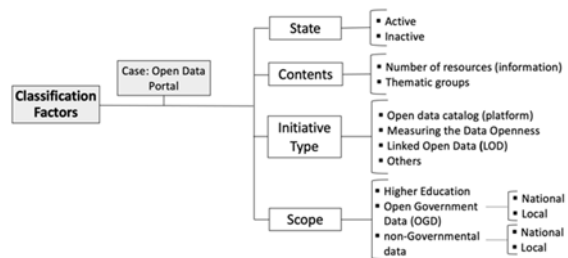 Classification
Factors
Case: Open Data
Portal
State
▪ Active
▪ Inactive
Contents
▪ Number of resources (information)
▪ Thematic groups
Initiative
Type
▪ Open data catalog (platform)
▪ Measuring the Data Openness
▪ Linked Open Data (LOD)
▪ Others
Scope
▪ Higher Education
▪ Open Government
Data (OGD)
▪ National
▪ Local
▪ non-Governmental
data
▪ National
▪ Local